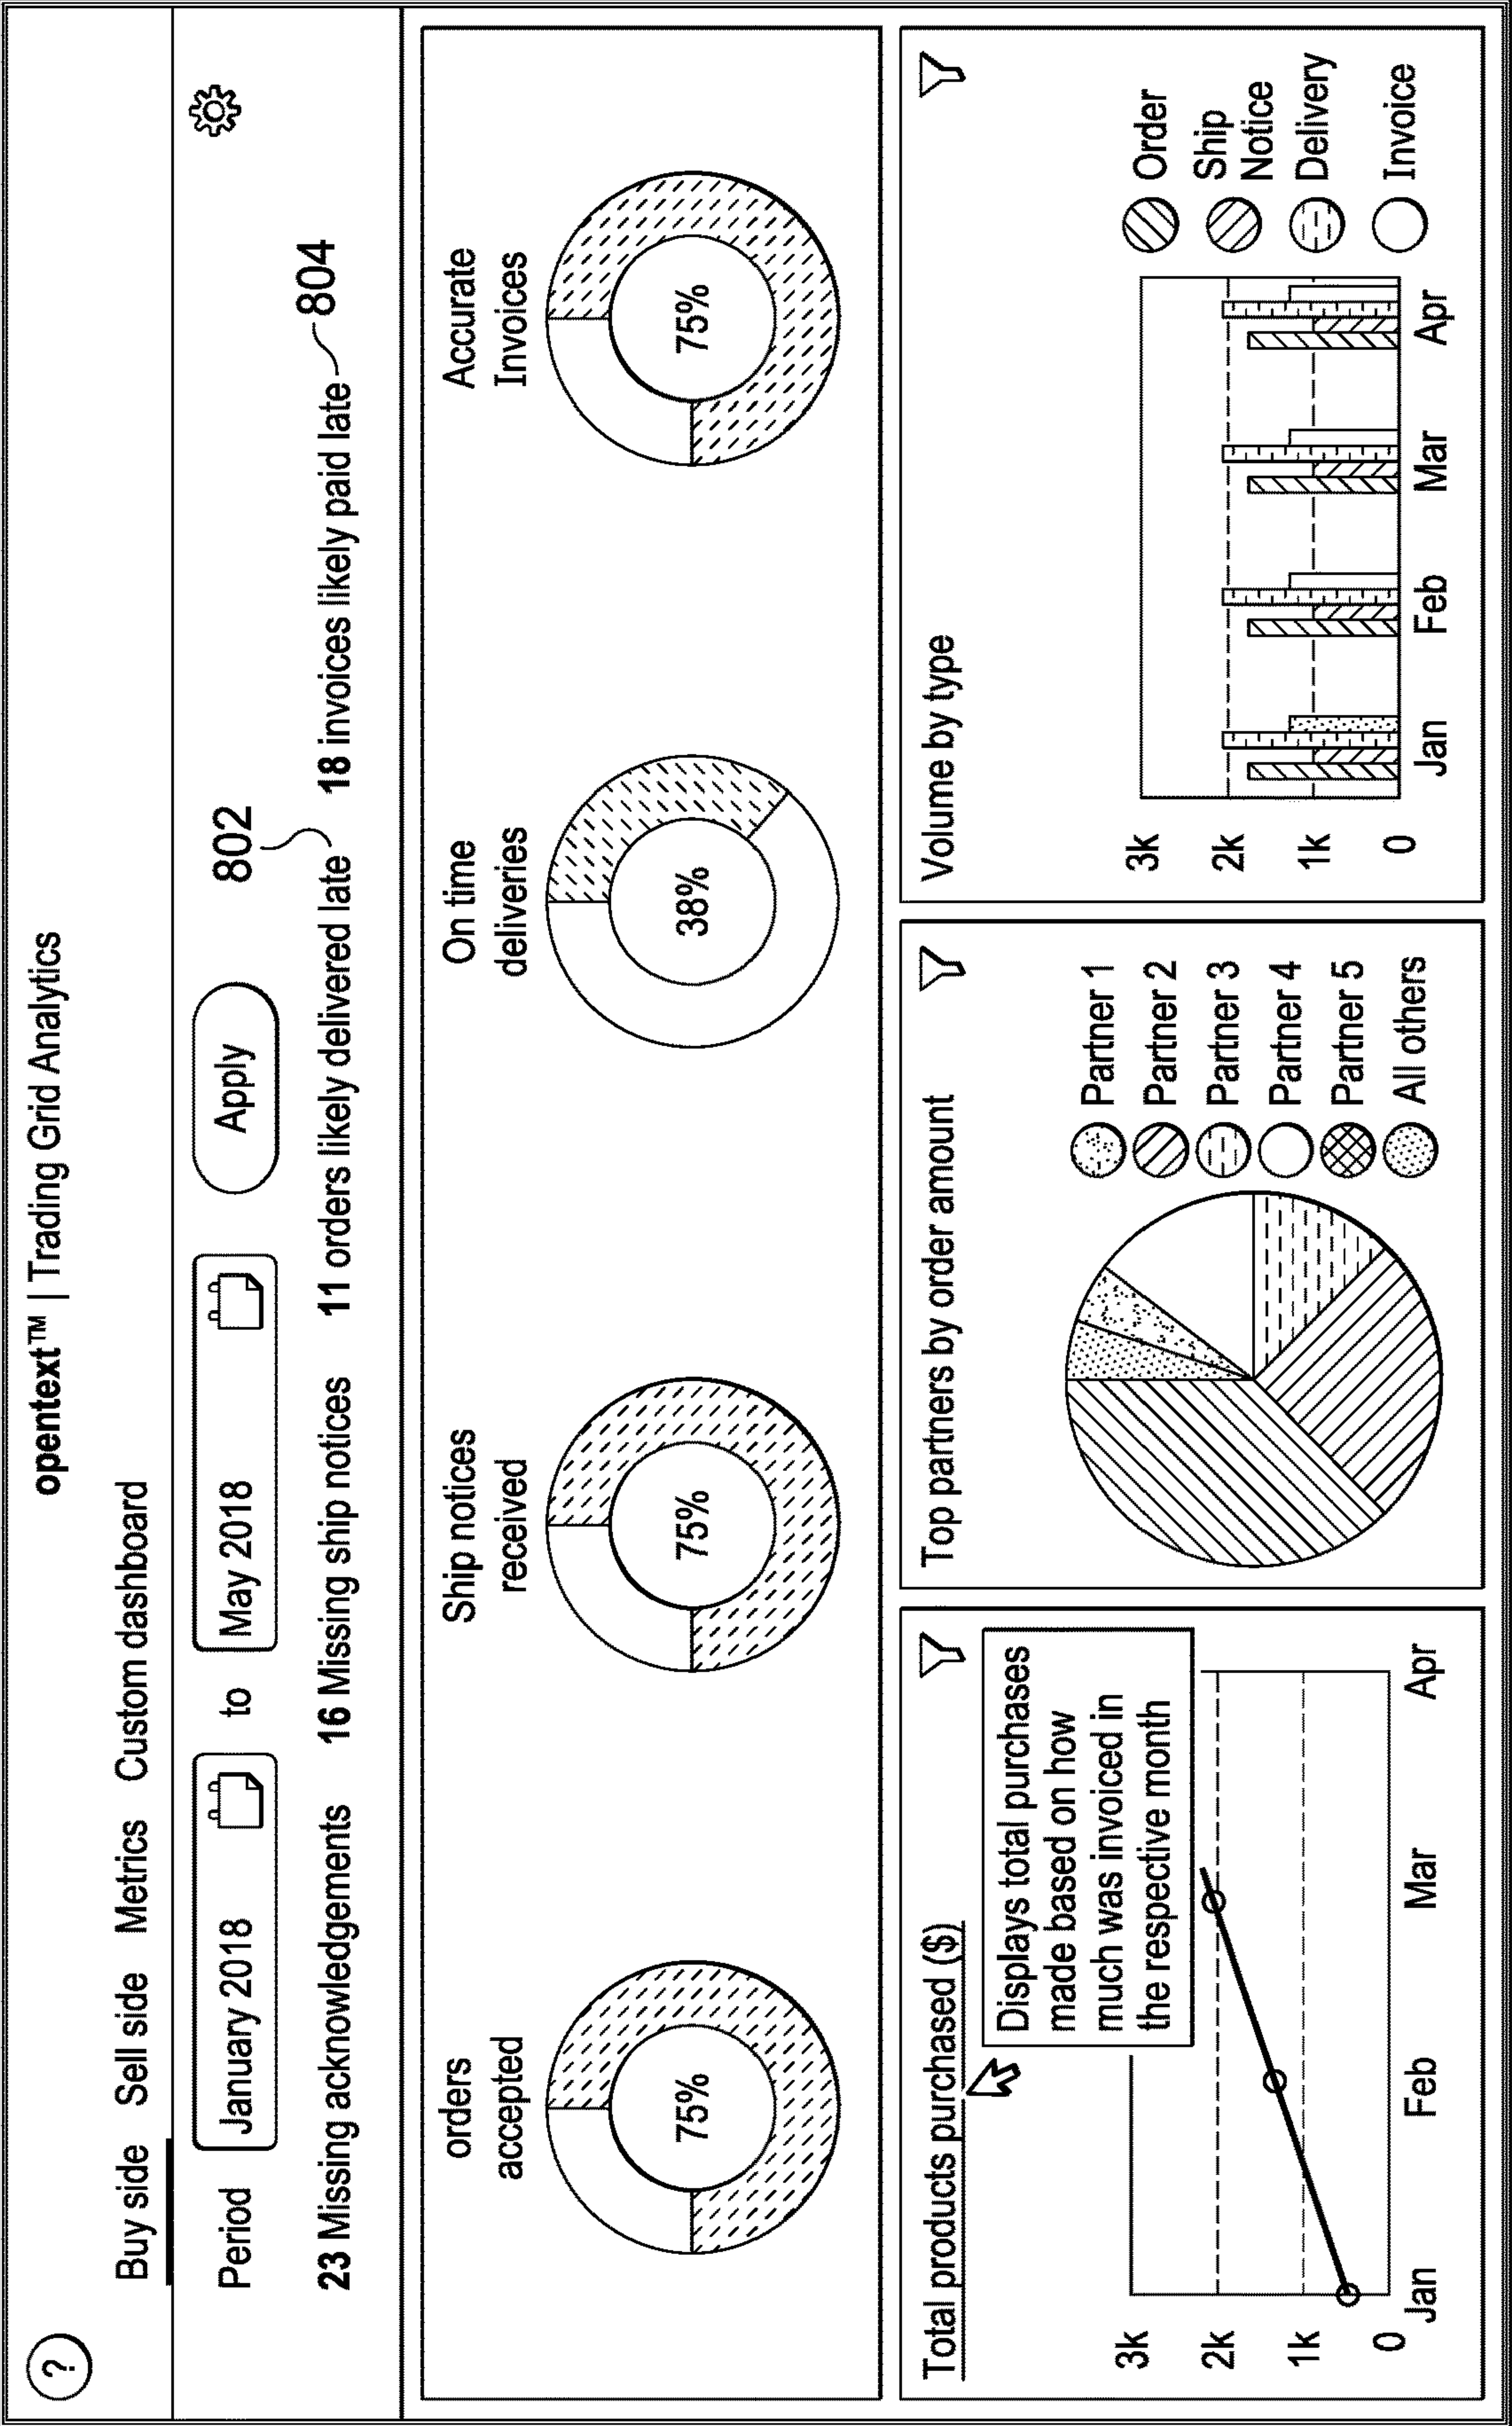 ?
opentext™ | Trading Grid Analytics
Buy side Sell side Metrics Custom dashboard
Period January 2018 to May 2018 Apply
802
23 Missing acknowledgements 16 Missing ship notices 11 orders likely delivered late 18 invoices likely paid late
804
orders
accepted
75%
Ship notices
received
75%
On time
deliveries
38%
Accurate
Invoices
75%
Total products purchased ($)
Displays total purchases
made based on how
much was invoiced in
the respective month
3k
2k
1k
0
Jan Feb Mar Apr
Top partners by order amount
Partner 1
Partner 2
Partner 3
Partner 4
Partner 5
All others
Volume by type
3k
2k
1k
0
Jan Feb Mar Apr
Order
Ship
Notice
Delivery
Invoice